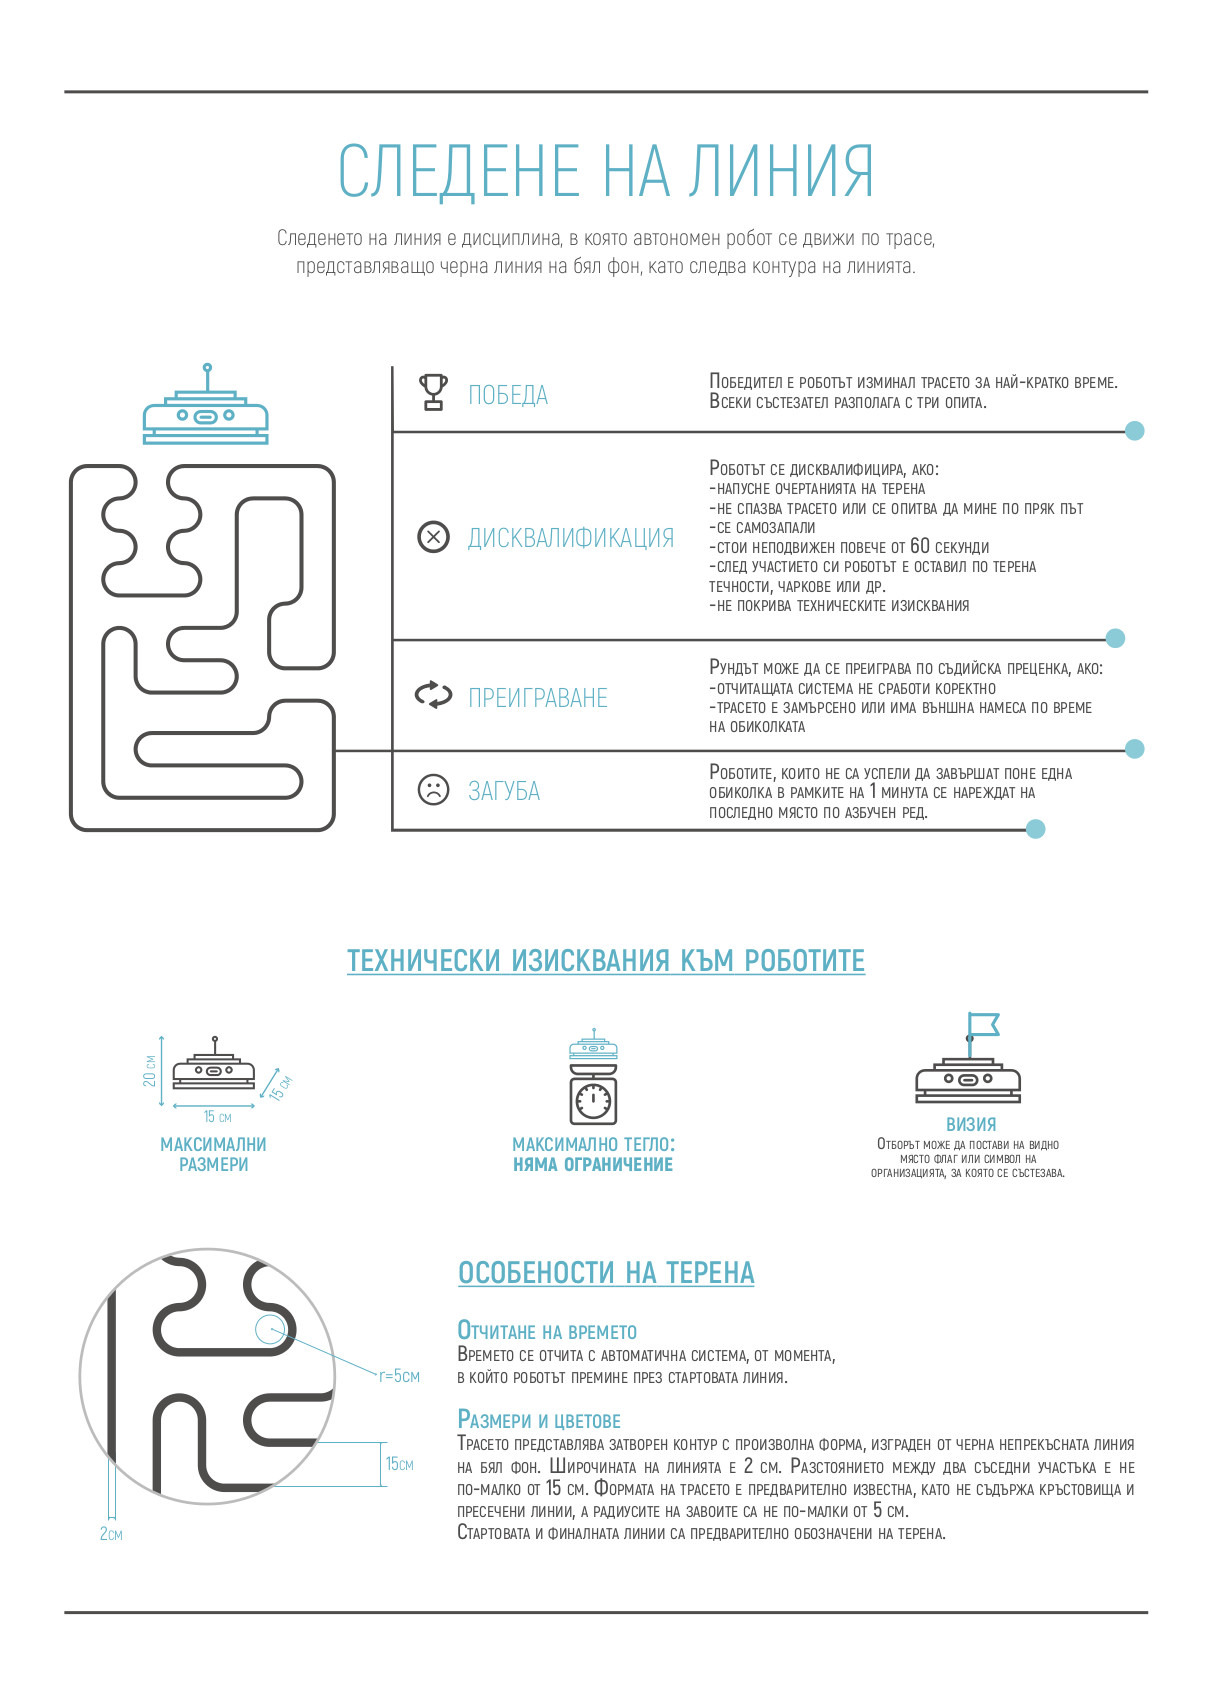 СЛЕДЕНЕ НА ЛИНИЯ
Следенето на линия е дисциплина, в която автономен робот се движи по трасе,
представляващо черна линия на бял фон, като следва контура на линията.
ПОБЕДА
Победител е роботът изминал трасето за най-кратко време.
Всеки състезател разполага с три опита.
ДИСКВАЛИФИКАЦИЯ
Роботът се дисквалифицира, ако:
-напусне очертанията на терена
-не спазва трасето или се опитва да мине по пряк път
-се самозапали
-стои неподвижен повече от 60 секунди
-след участието си роботът е оставил по терена
течности, чаркове или др.
-не покрива техническите изисквания
ПРЕИГРАВАНЕ
Рундът може да се преиграва по съдийска преценка, ако:
-отчитащата система не сработи коректно
-трасето е замърсено или има външна намеса по време
на обиколката
ЗАГУБА
Роботите, които не са успели да завършат поне една
обиколка в рамките на 1 минута се нареждат на
последно място по азбучен ред.
ТЕХНИЧЕСКИ ИЗИСКВАНИЯ КЪМ РОБОТИТЕ
20 см
15 см
15 см
МАКСИМАЛНИ
РАЗМЕРИ
МАКСИМАЛНО ТЕГЛО:
НЯМА ОГРАНИЧЕНИЕ
ВИЗИЯ
Отборът може да постави на видно
място флаг или символ на
организацията, за която се състезава.
r=5см
15см
2см
ОСОБЕНОСТИ НА ТЕРЕНА
Отчитане на времето
Времето се отчита с автоматична система, от момента,
в който роботът премине през стартовата линия.
Размери и цветове
Трасето представлява затворен контур с произволна форма, изграден от черна непрекъсната линия
на бял фон. Широчината на линията е 2 см. Разстоянието между два съседни участъка е не
по-малко от 15 см. Формата на трасето е предварително известна, като не съдържа кръстовища и
пресечени линии, а радиусите на завоите са не по-малки от 5 см.
Стартовата и финалната линии са предварително обозначени на терена.